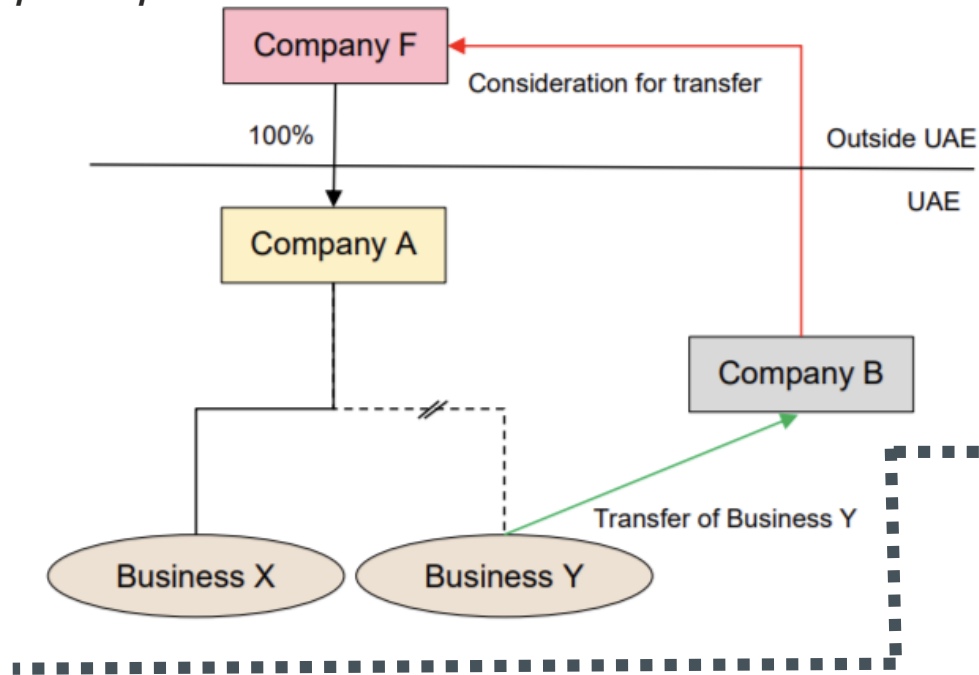 Company F
Consideration for transfer
100%
Outside UAE
UAE
Company A
Company B
Transfer of Business Y
Business X
Business Y